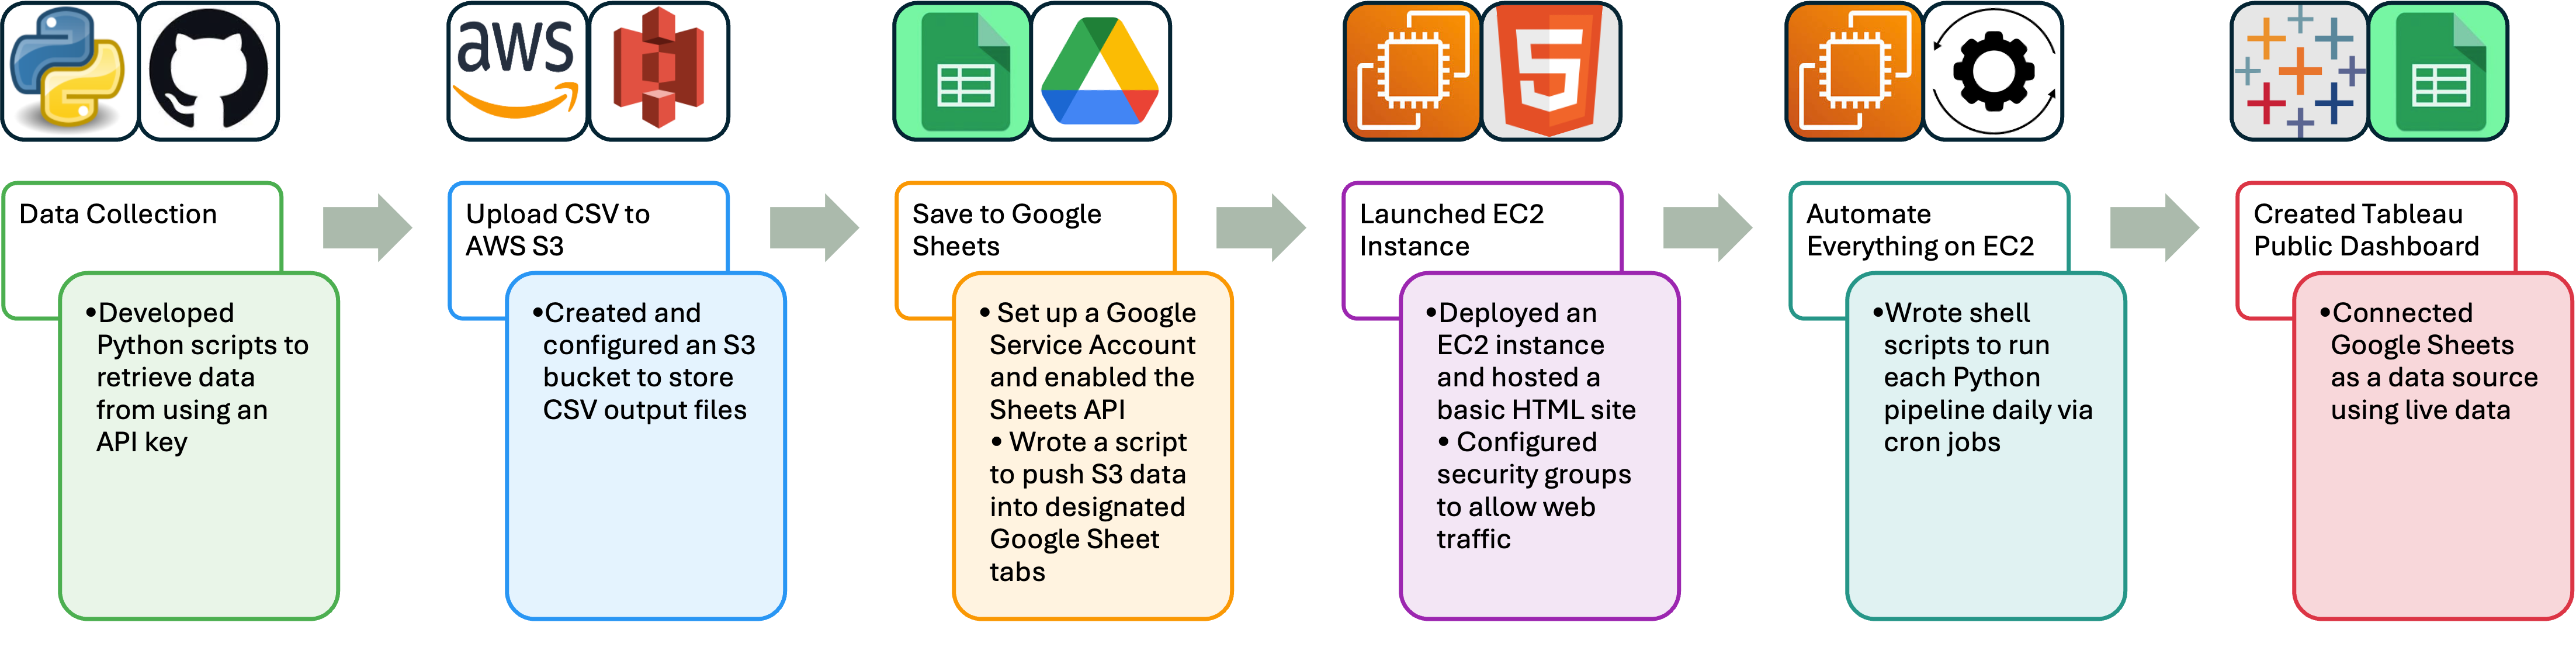 aws
Data Collection
•Developed
Python scripts to
retrieve data
from using an
API key
Upload CSV to
AWS S3
•Created and
configured an S3
bucket to store
CSV output files
Save to Google
Sheets
• Set up a Google
Service Account
and enabled the
Sheets API
• Wrote a script
to push S3 data
into designated
Google Sheet
tabs
5
Launched EC2
Instance
•Deployed an
EC2 instance
and hosted a
basic HTML site
• Configured
security groups
to allow web
traffic
Automate
Everything on EC2
•Wrote shell
scripts to run
each Python
pipeline daily via
cron jobs
Created Tableau
Public Dashboard
•Connected
Google Sheets
as a data source
using live data